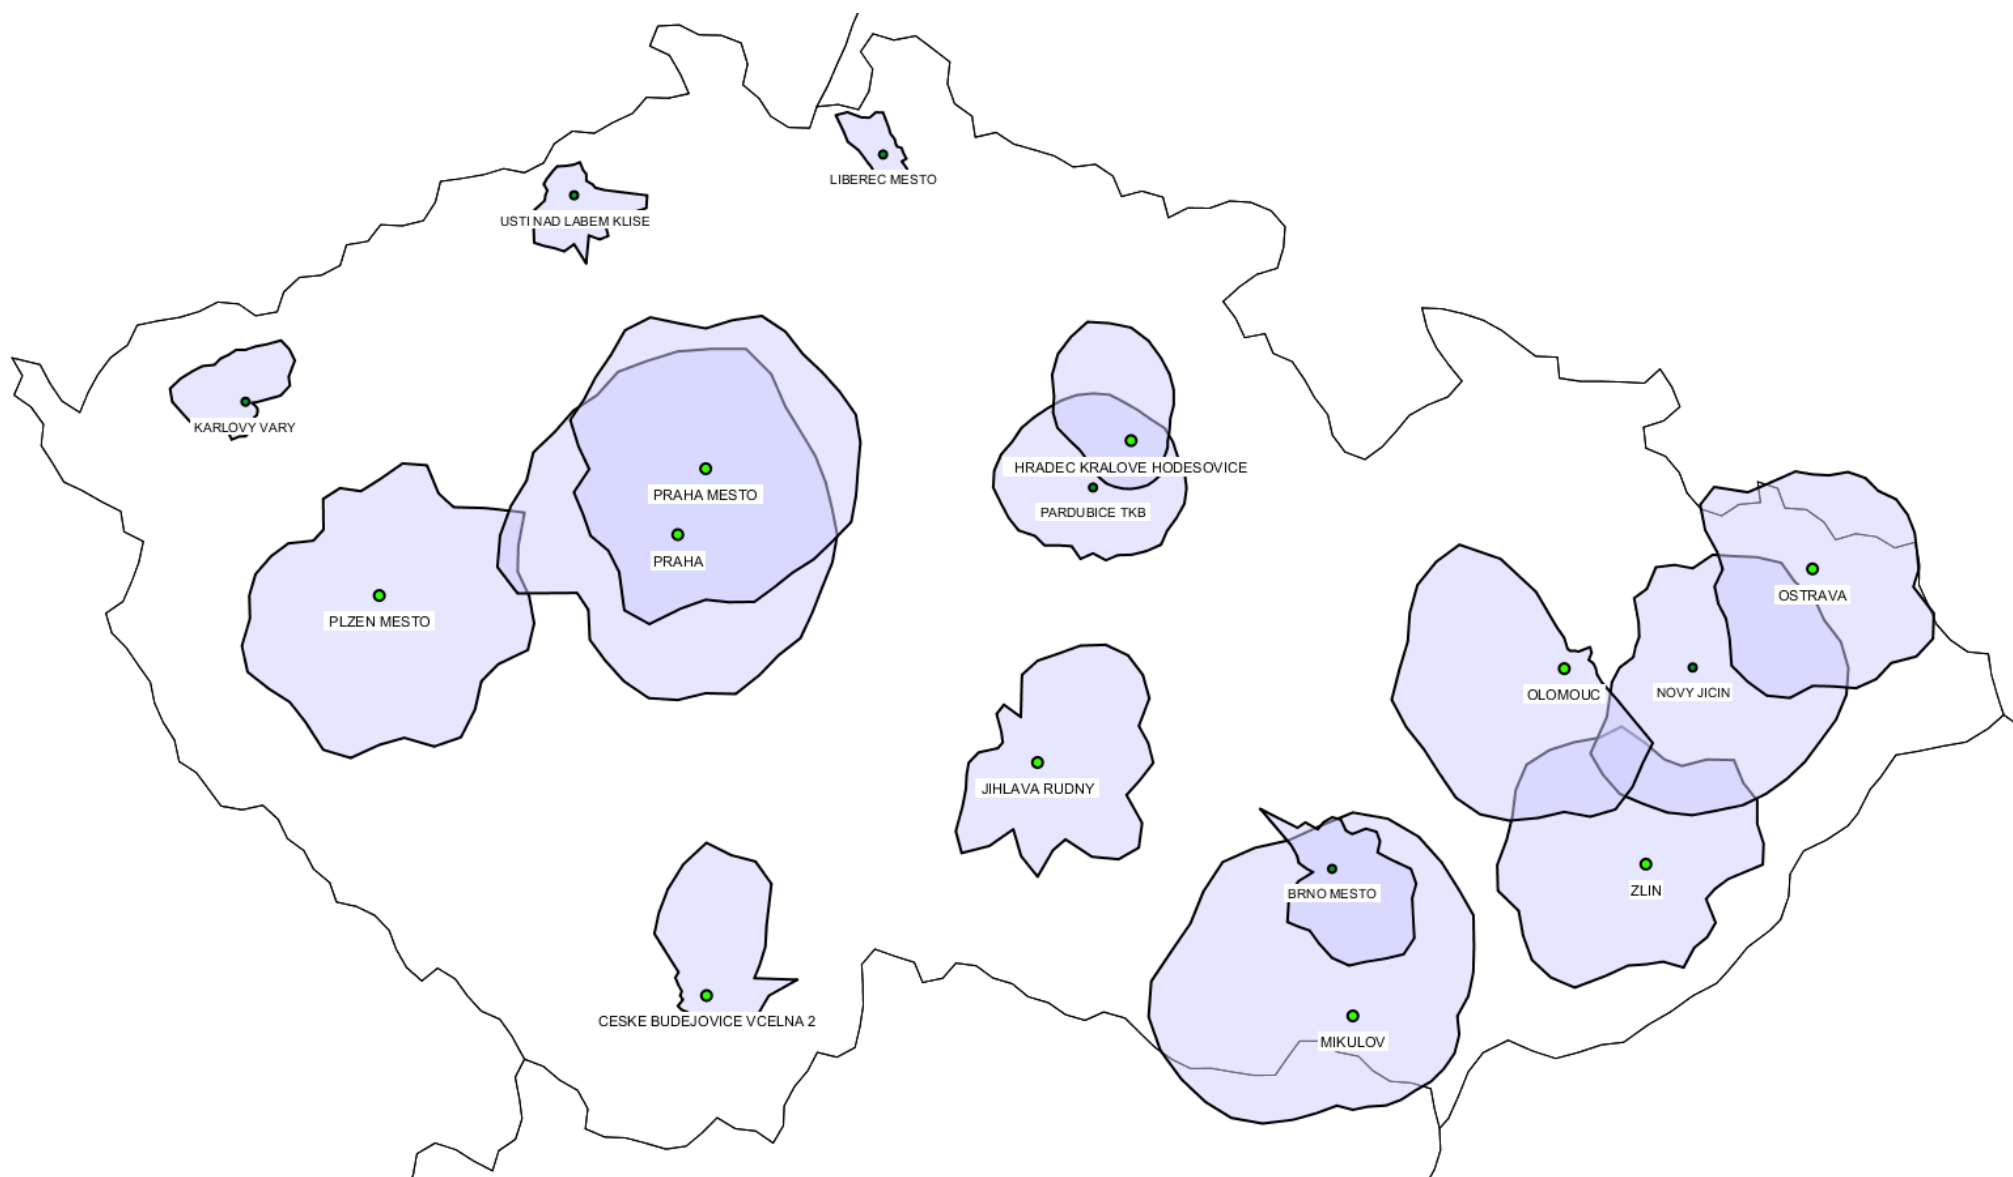 LIBEREC MESTO
USTI NAD LABEM KLISE
KARLOVY VARY
HRADEC KRALOVE HODESOVICE
PRAHA MESTO
PARDUBICE TKB
PRAHA
OSTRAVA
PLZEN MESTO
NOVY JICIN
OLOMOUC
JIHLAVA RUDNY
ZLIN
BRNO MESTO
CESKE BUDEJOVICE VCELNA 2
MIKULOV